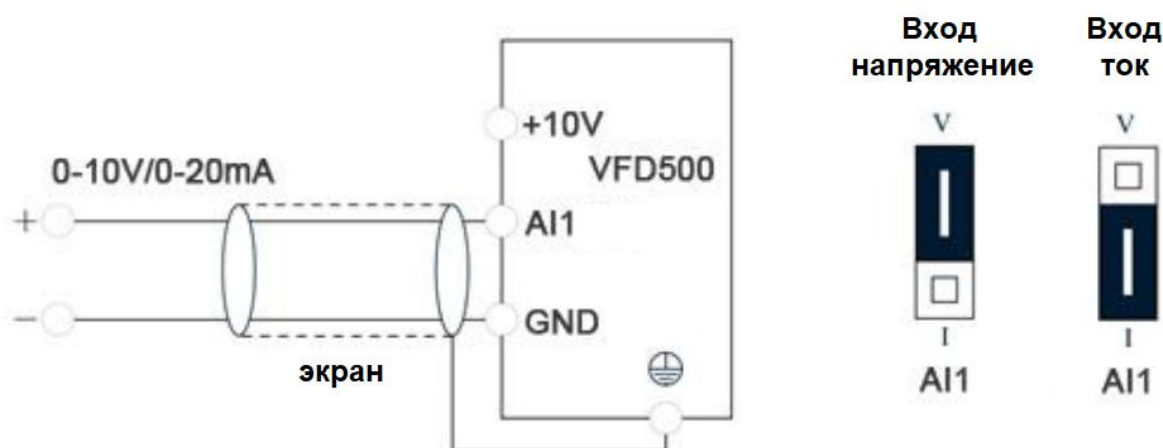 Вход
напряжение
Вход
ток
V
V
+10V
0-10V/0-20mA
VFD500
+
AI1
-
GND
экран
I
I
AI1
AI1